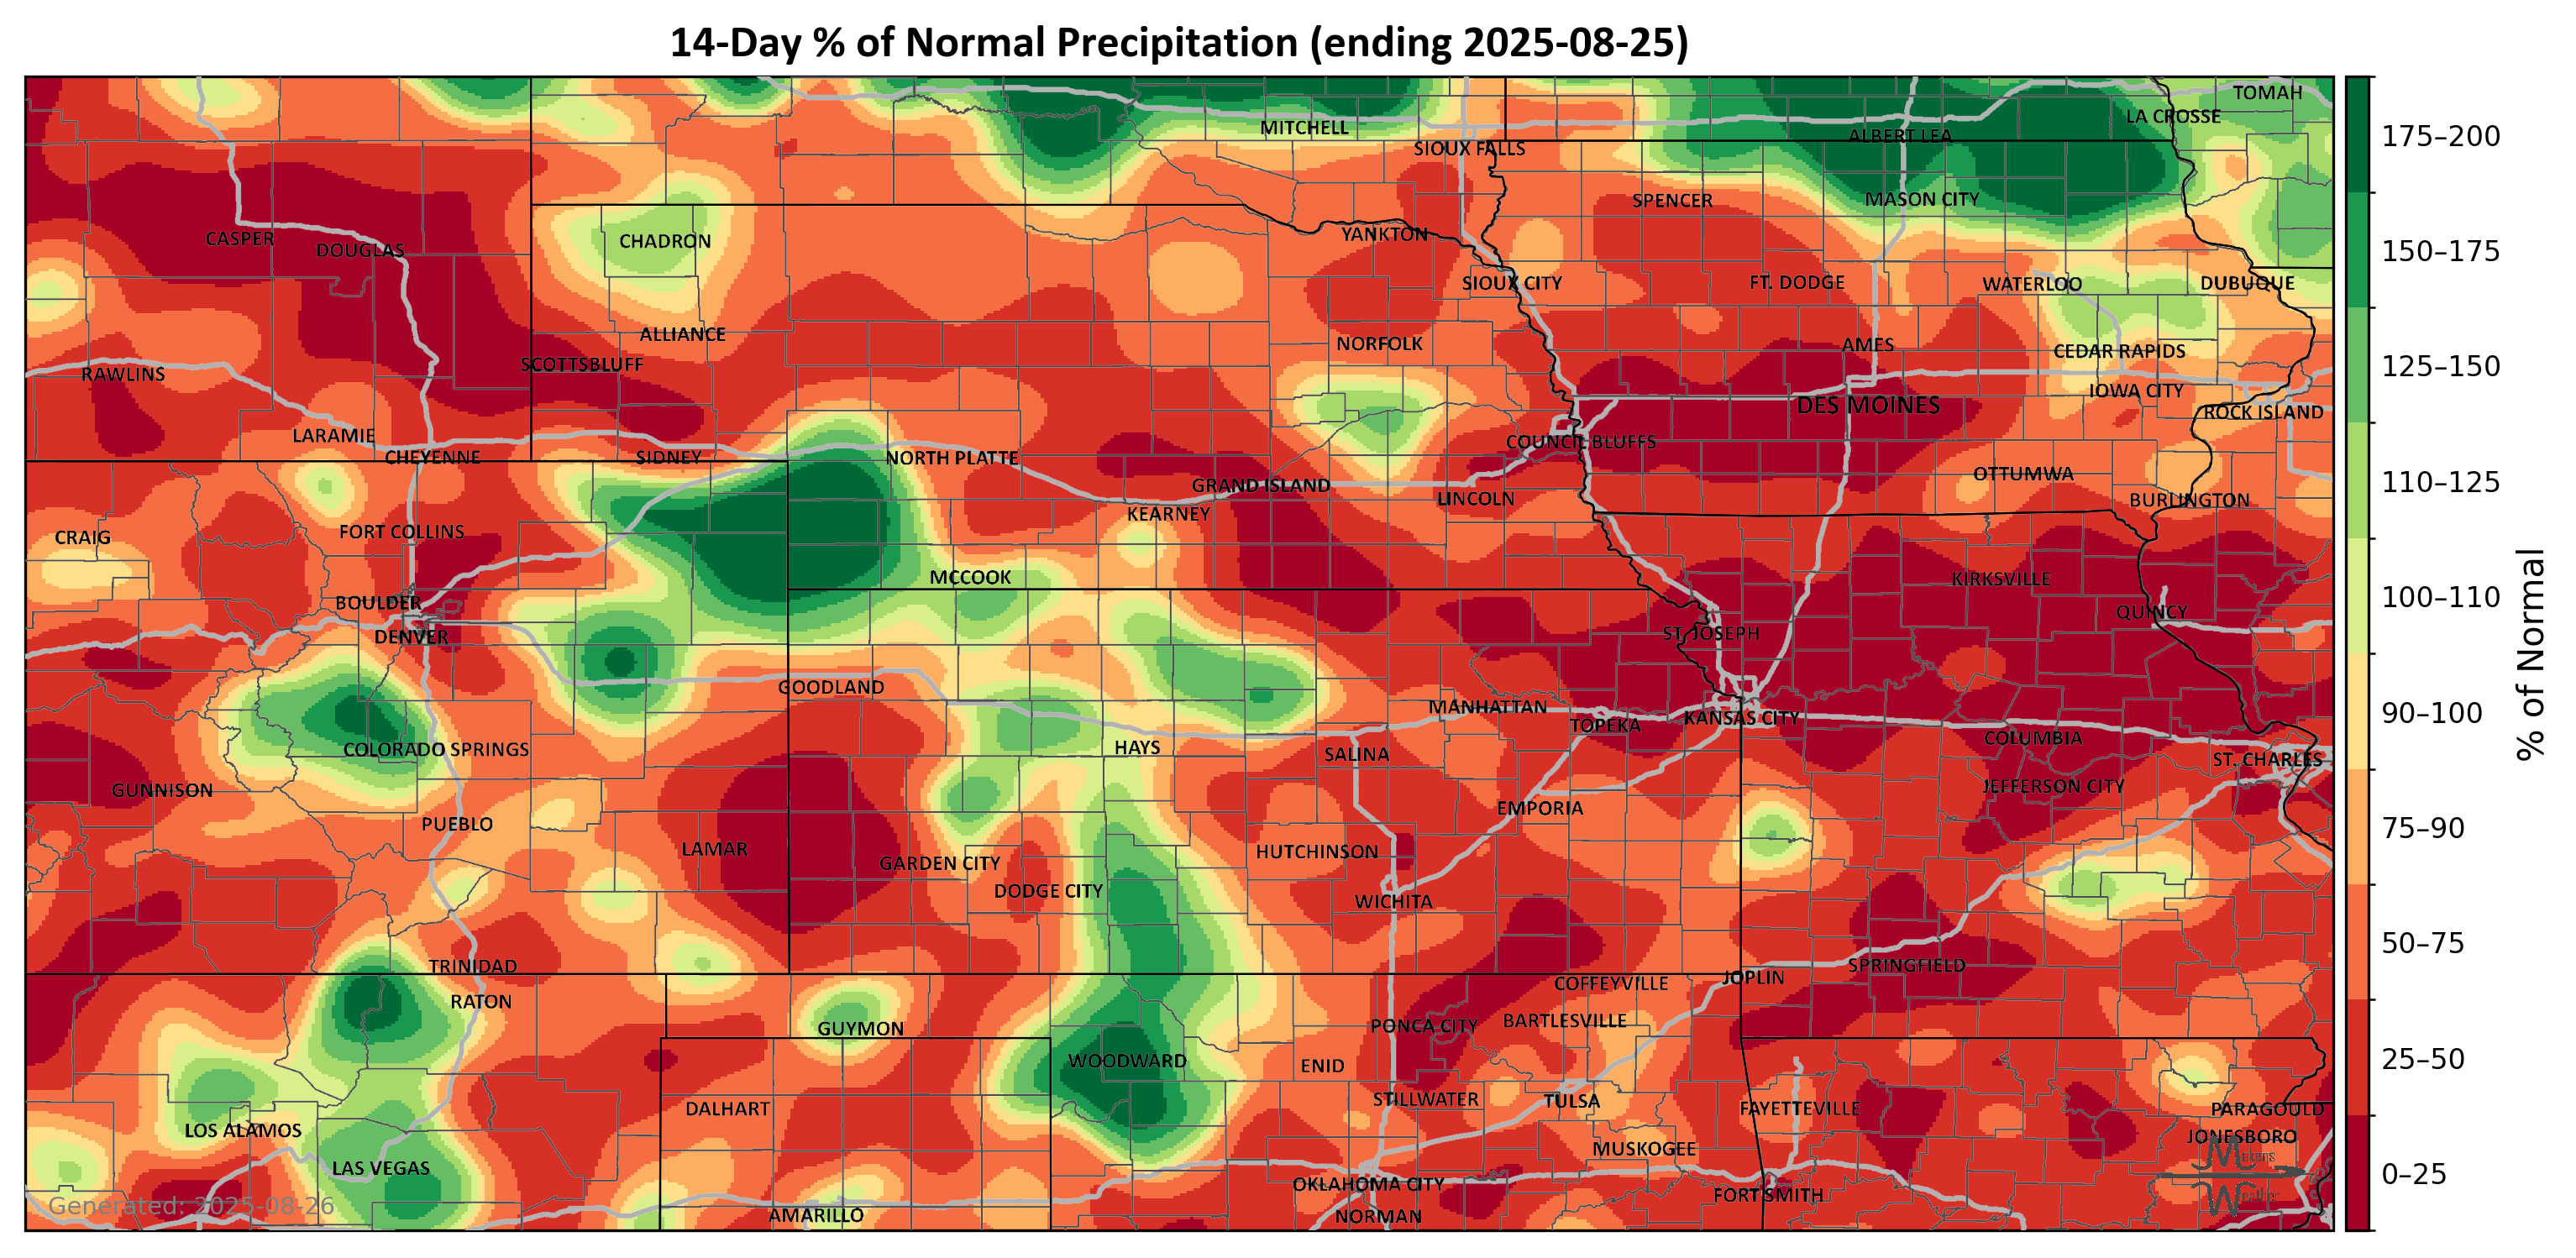 14-Day % of Normal Precipitation (ending 2025-08-25)
TOMAH
LA CROSSE
MITCHELL
ALBERT LEA
SIOUX FALLS
SPENCER
MASON CITY
YANKTON
CASPER
CHADRON
DOUGLAS
SIOUX CITY
FT. DODGE
WATERLOO
DUBUQUE
ALLIANCE
NORFOLK
AMES
CEDAR RAPIDS
SCOTTSBLUFF
RAWLINS
IOWA CITY
DES MOINES
ROCK ISLAND
LARAMIE
COUNCIL BLUFFS
CHEYENNE
SIDNEY
NORTH PLATTE
OTTUMWA
GRAND ISLAND
LINCOLN
BURLINGTON
KEARNEY
FORT COLLINS
CRAIG
MCCOOK
KIRKSVILLE
BOULDER
QUINCY
DENVER
ST. JOSEPH
GOODLAND
MANHATTAN
TOPEKA
KANSAS CITY
COLUMBIA
COLORADO SPRINGS
HAYS
SALINA
ST. CHARLES
GUNNISON
JEFFERSON CITY
EMPORIA
PUEBLO
LAMAR
GARDEN CITY
HUTCHINSON
DODGE CITY
WICHITA
TRINIDAD
SPRINGFIELD
JOPLIN
COFFEYVILLE
RATON
GUYMON
PONCA CITY
BARTLESVILLE
WOODWARD
ENID
STILLWATER
TULSA
DALHART
FAYETTEVILLE
PARAGOULD
LOS ALAMOS
JONESBORO
MUSKOGEE
LAS VEGAS
OKLAHOMA CITY
FORT SMITH
AMARILLO
NORMAN
Generated: 2025-08-26
Makens
Weather
175–200
150–175
125–150
110–125
100–110
90–100
75–90
50–75
25–50
0–25
% of Normal